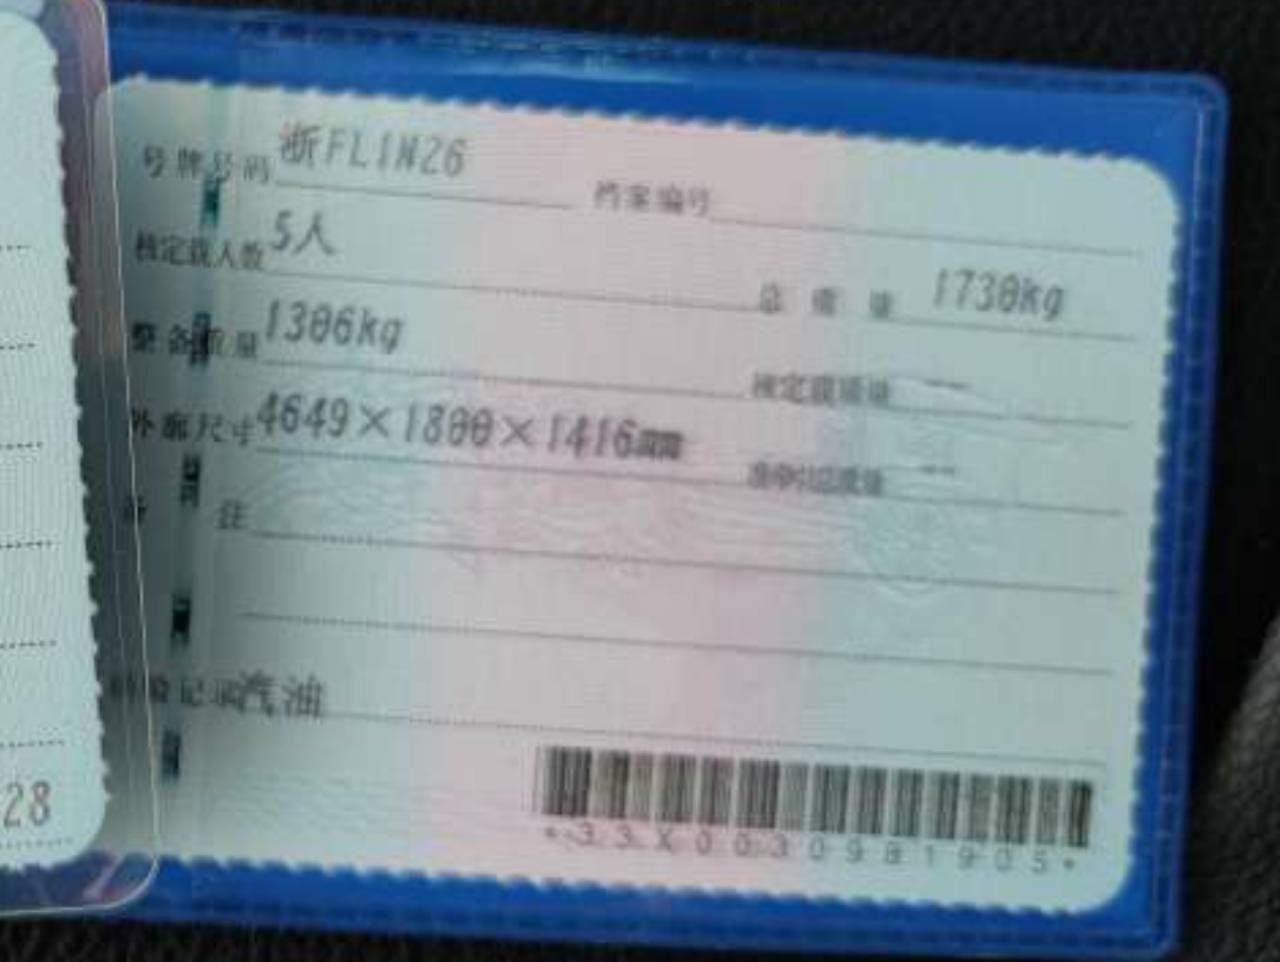 号牌号码 浙FL1N26 档案编号
核定载人数 5人 总质量 1730kg
整备质量 1306kg 核定载质量 --
外廓尺寸 4649×1800×1416mm 准牵引总质量 --
备注
检验记录 汽油
*33X0030981905*
28